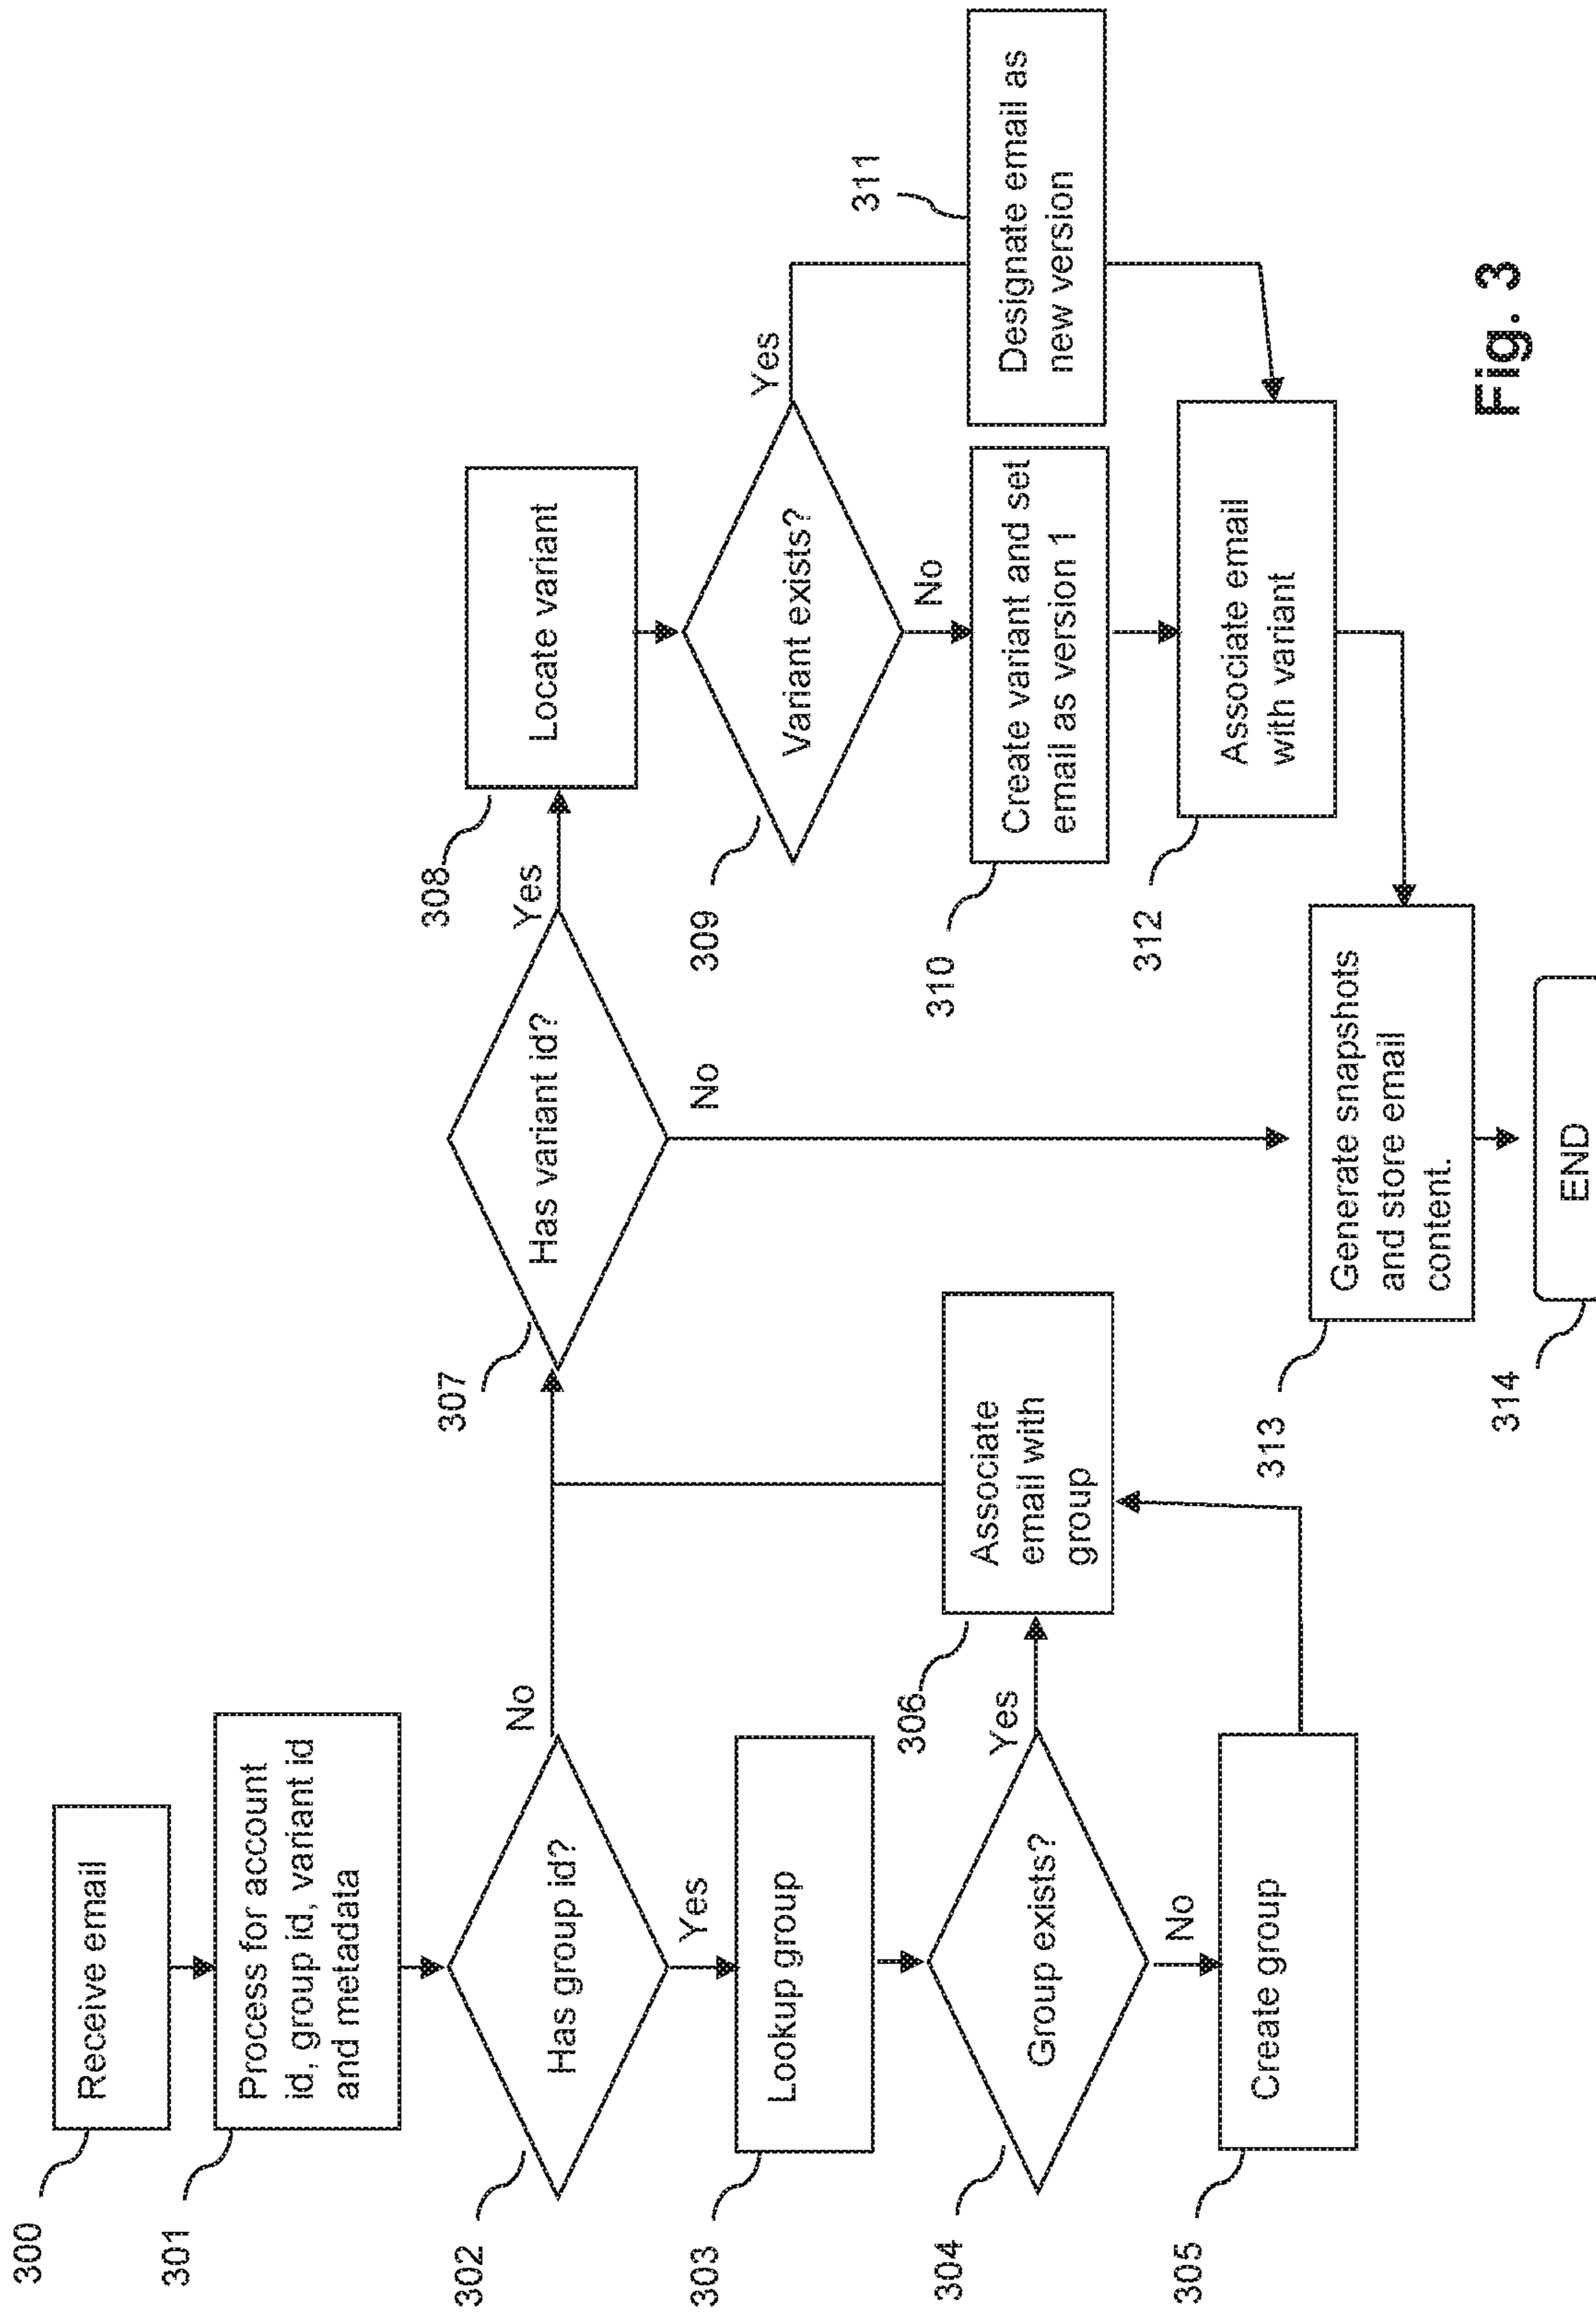 300
Receive email
301
Process for account
id, group id, variant id
and metadata
302
Has group id?
No
Yes
303
Lookup group
304
Group exists?
Yes
No
305
Create group
306
Associate
email with
group
307
Has variant id?
Yes
No
308
Locate variant
309
Variant exists?
Yes
No
310
Create variant and set
email as version 1
311
Designate email as
new version
312
Associate email
with variant
313
Generate snapshots
and store email
content.
314
END
Fig. 3